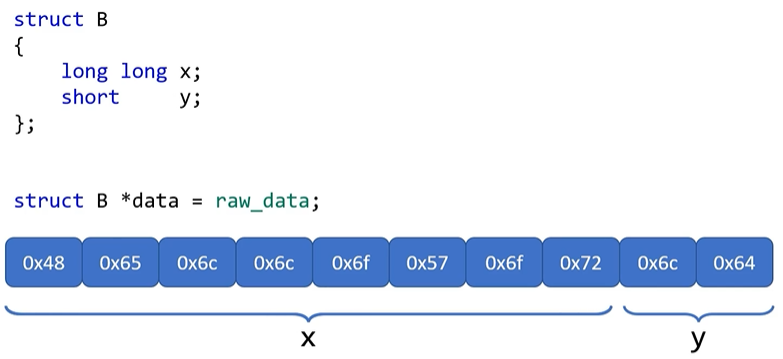 struct B
{
    long long x;
    short     y;
};
struct B *data = raw_data;
0x48 0x65 0x6c 0x6c 0x6f 0x57 0x6f 0x72 0x6c 0x64
x y